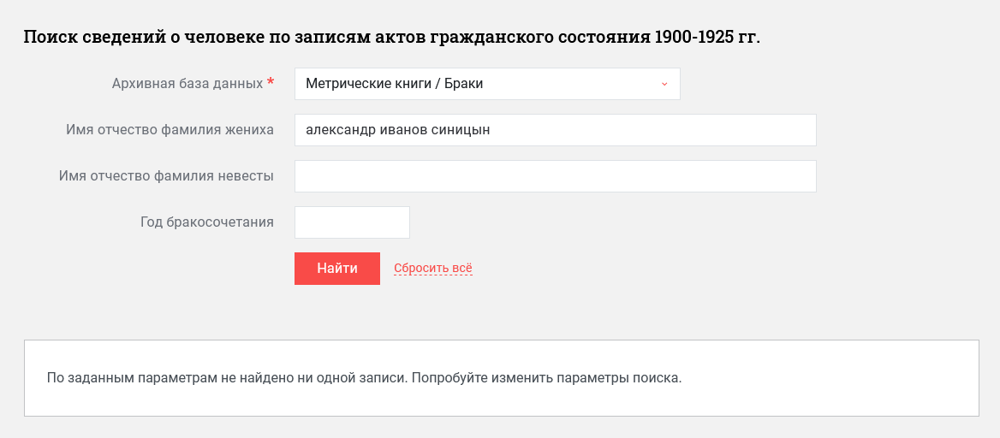 Поиск сведений о человеке по записям актов гражданского состояния 1900-1925 гг.
Архивная база данных *
Метрические книги / Браки
Имя отчество фамилия жениха
александр иванов синицын
Имя отчество фамилия невесты
Год бракосочетания
Найти
Сбросить всё
По заданным параметрам не найдено ни одной записи. Попробуйте изменить параметры поиска.